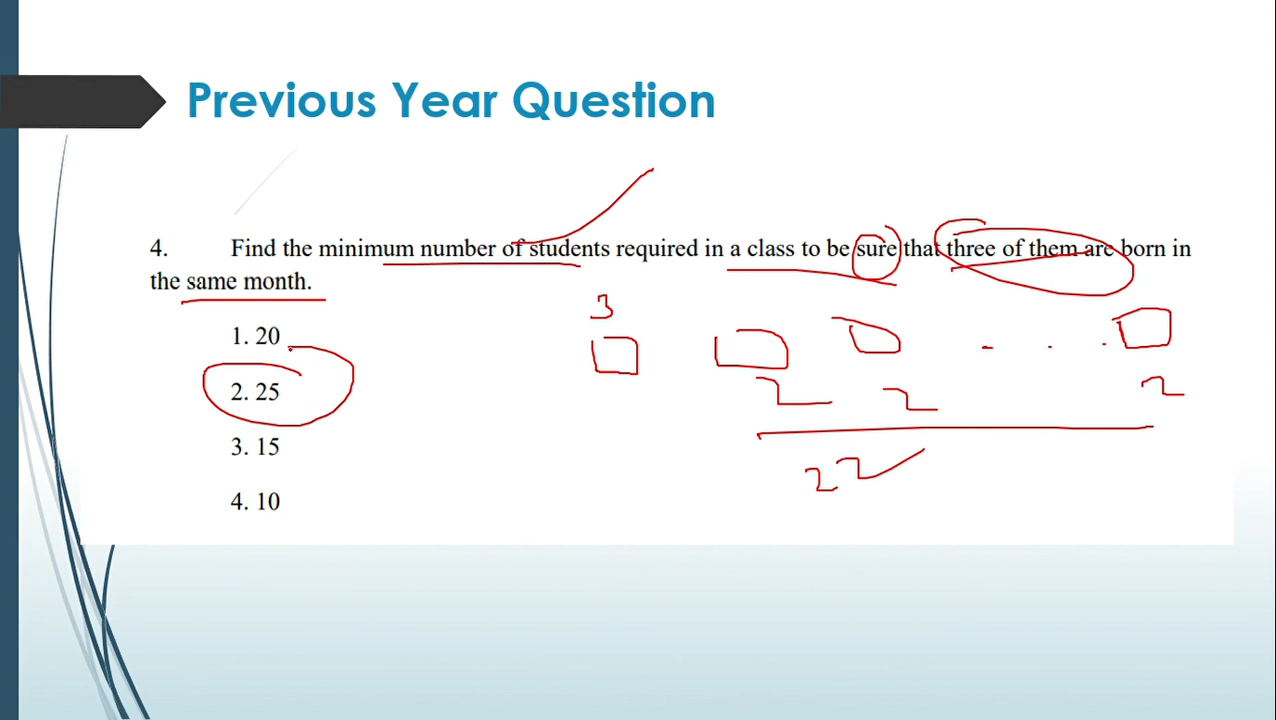 Previous Year Question
4. Find the minimum number of students required in a class to be sure that three of them are born in
the same month.
1. 20
2. 25
3. 15
4. 10
3
2 2 2
22